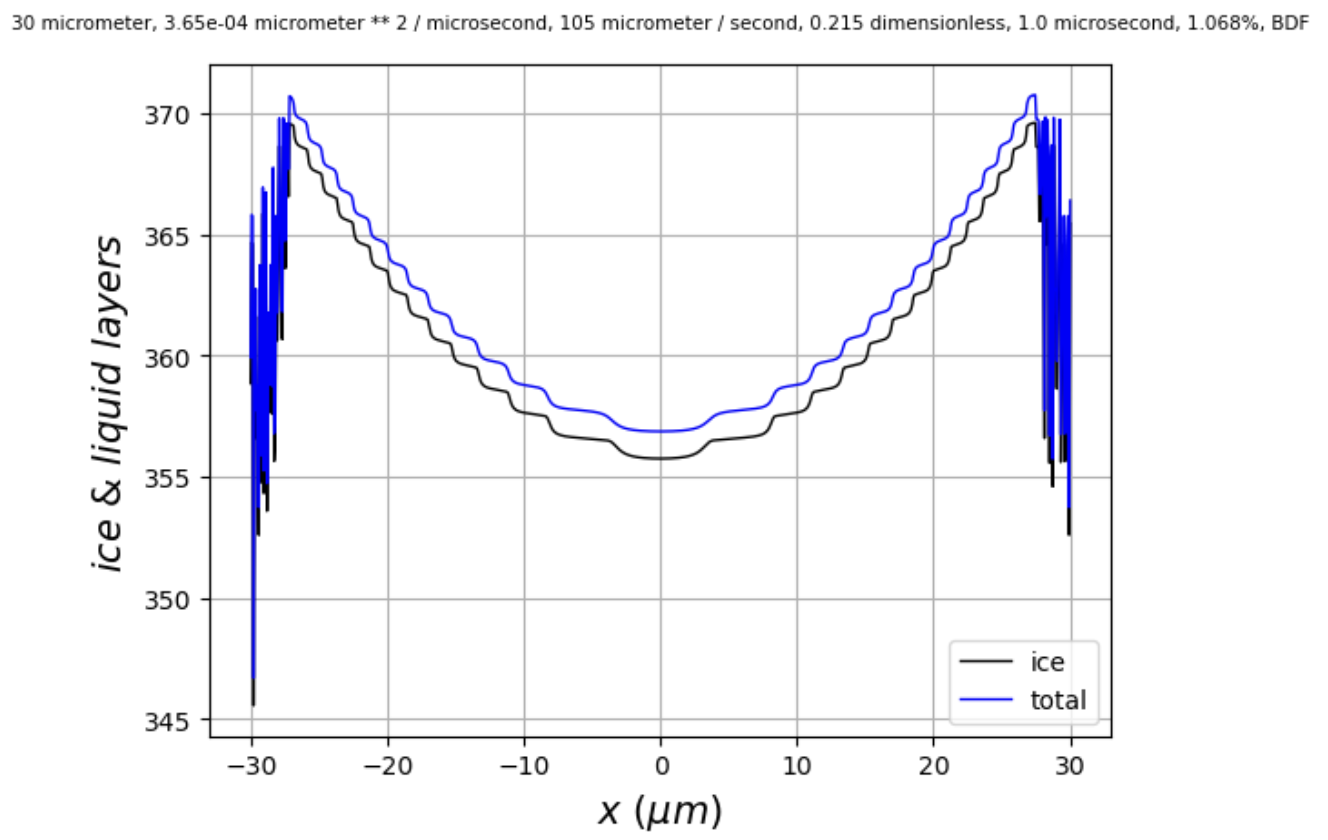 30 micrometer, 3.65e-04 micrometer ** 2 / microsecond, 105 micrometer / second, 0.215 dimensionless, 1.0 microsecond, 1.068%, BDF
370
365
360
355
350
345
ice & liquid layers
ice
total
−30 −20 −10 0 10 20 30
x (μm)